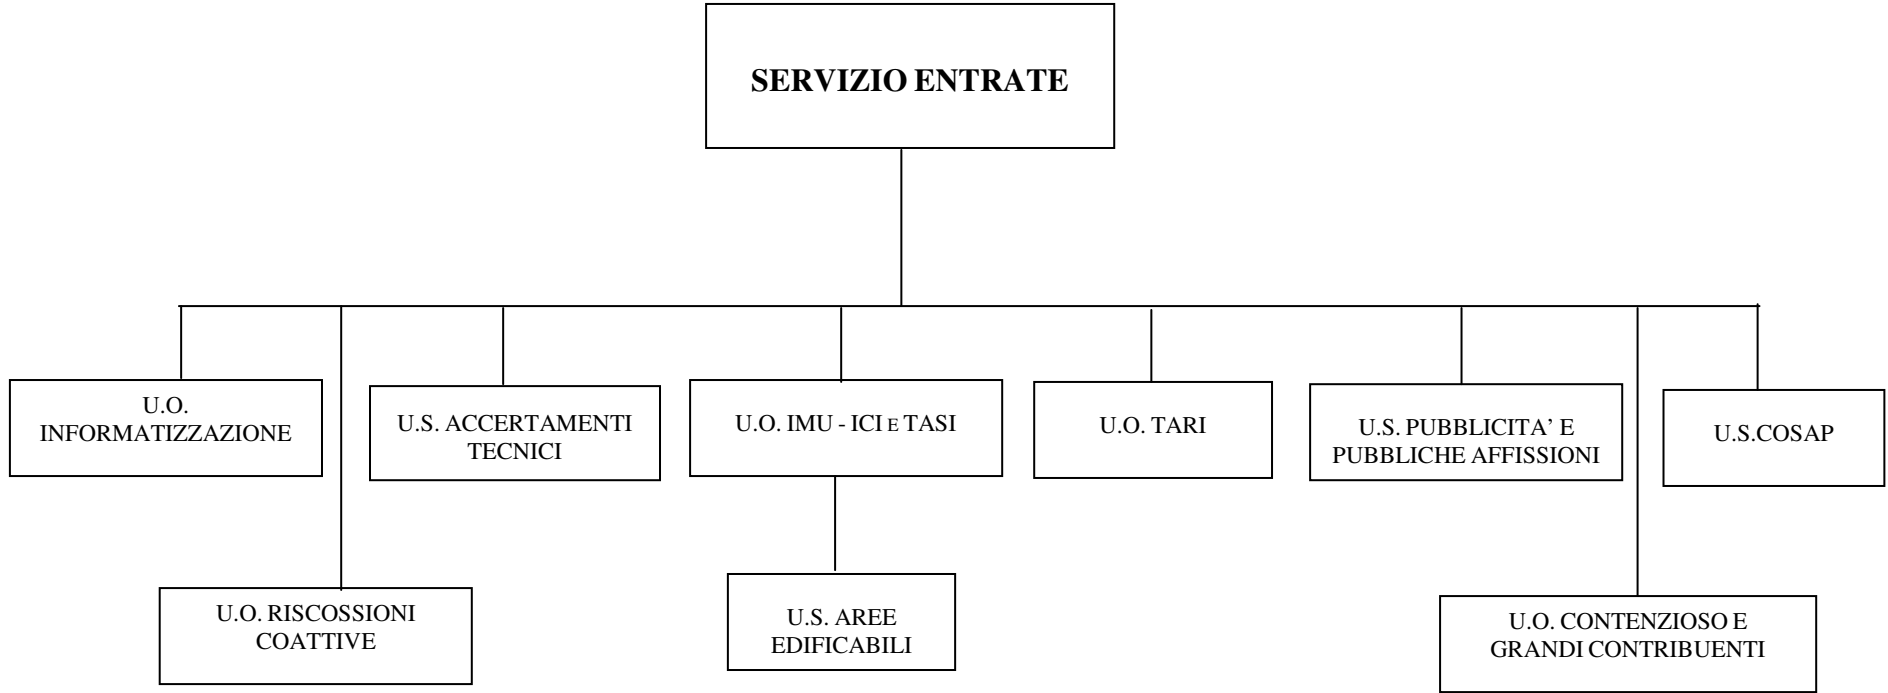 SERVIZIO ENTRATE
U.O.
INFORMATIZZAZIONE
U.S. ACCERTAMENTI
TECNICI
U.O. IMU - ICI E TASI
U.O. TARI
U.S. PUBBLICITA’ E
PUBBLICHE AFFISSIONI
U.S.COSAP
U.O. RISCOSSIONI
COATTIVE
U.S. AREE
EDIFICABILI
U.O. CONTENZIOSO E
GRANDI CONTRIBUENTI